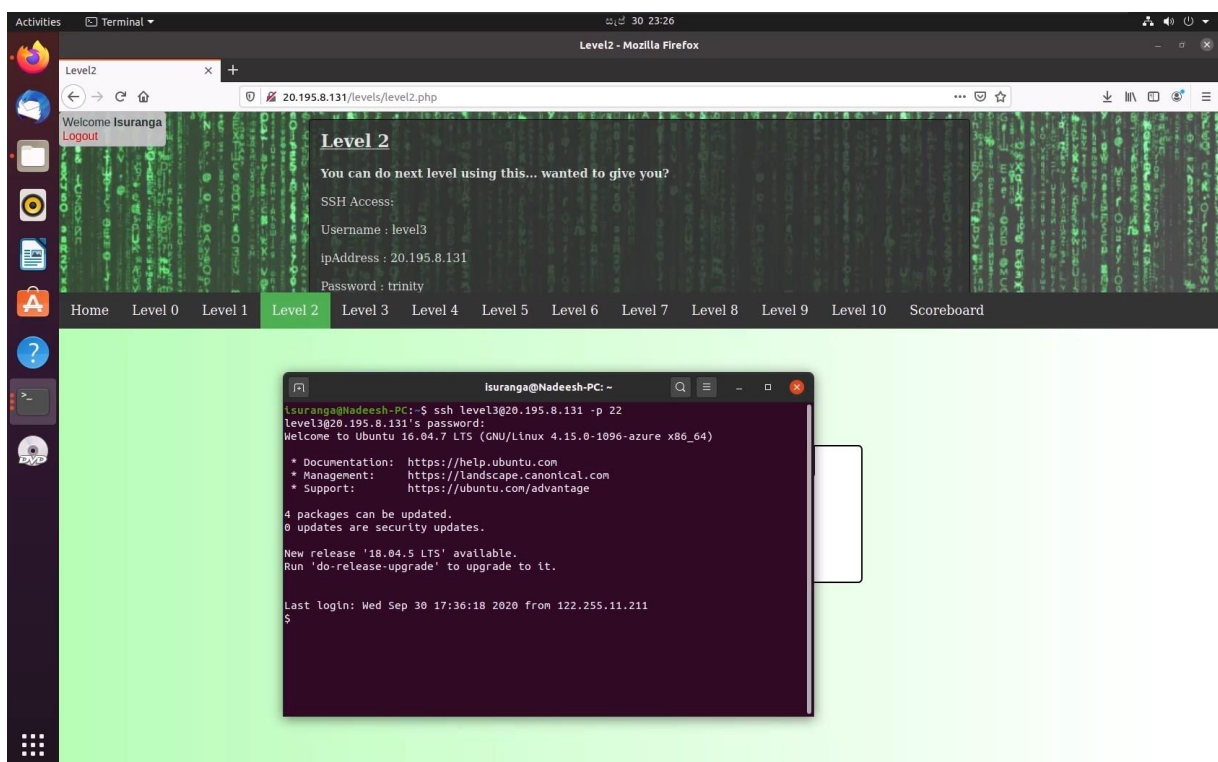 Activities
Terminal
සැප් 30 23:26
Level2 - Mozilla Firefox
Level2
20.195.8.131/levels/level2.php
Welcome Isuranga
Logout
Level 2
You can do next level using this... wanted to give you?
SSH Access:
Username : level3
ipAddress : 20.195.8.131
Password : trinity
Home Level 0 Level 1 Level 2 Level 3 Level 4 Level 5 Level 6 Level 7 Level 8 Level 9 Level 10 Scoreboard
isuranga@Nadeesh-PC: ~
isuranga@Nadeesh-PC:~$ ssh level3@20.195.8.131 -p 22
level3@20.195.8.131's password:
Welcome to Ubuntu 16.04.7 LTS (GNU/Linux 4.15.0-1096-azure x86_64)
* Documentation: https://help.ubuntu.com
* Management: https://landscape.canonical.com
* Support: https://ubuntu.com/advantage
4 packages can be updated.
0 updates are security updates.
New release '18.04.5 LTS' available.
Run 'do-release-upgrade' to upgrade to it.
Last login: Wed Sep 30 17:36:18 2020 from 122.255.11.211
$
DVD